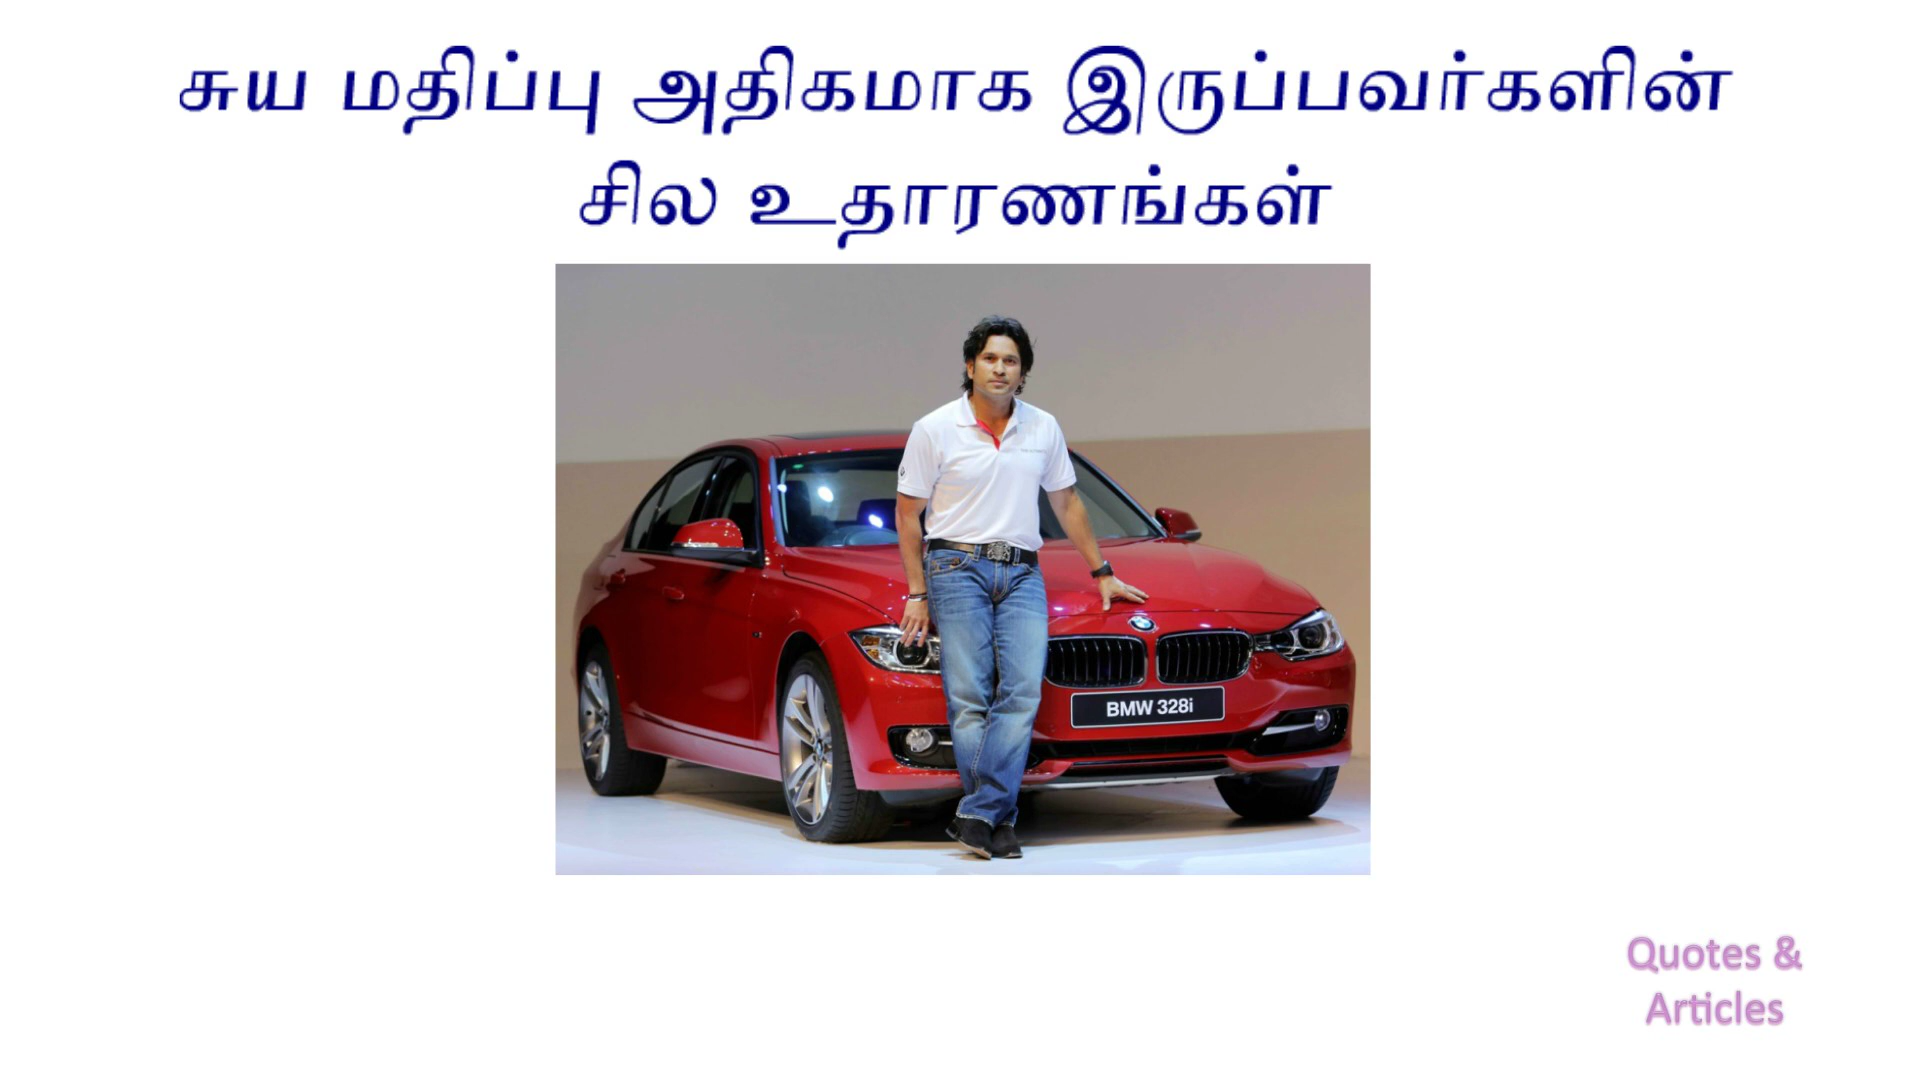 சுய மதிப்பு அதிகமாக இருப்பவர்களின்
சில உதாரணங்கள்
BMW 328i
Quotes &
Articles